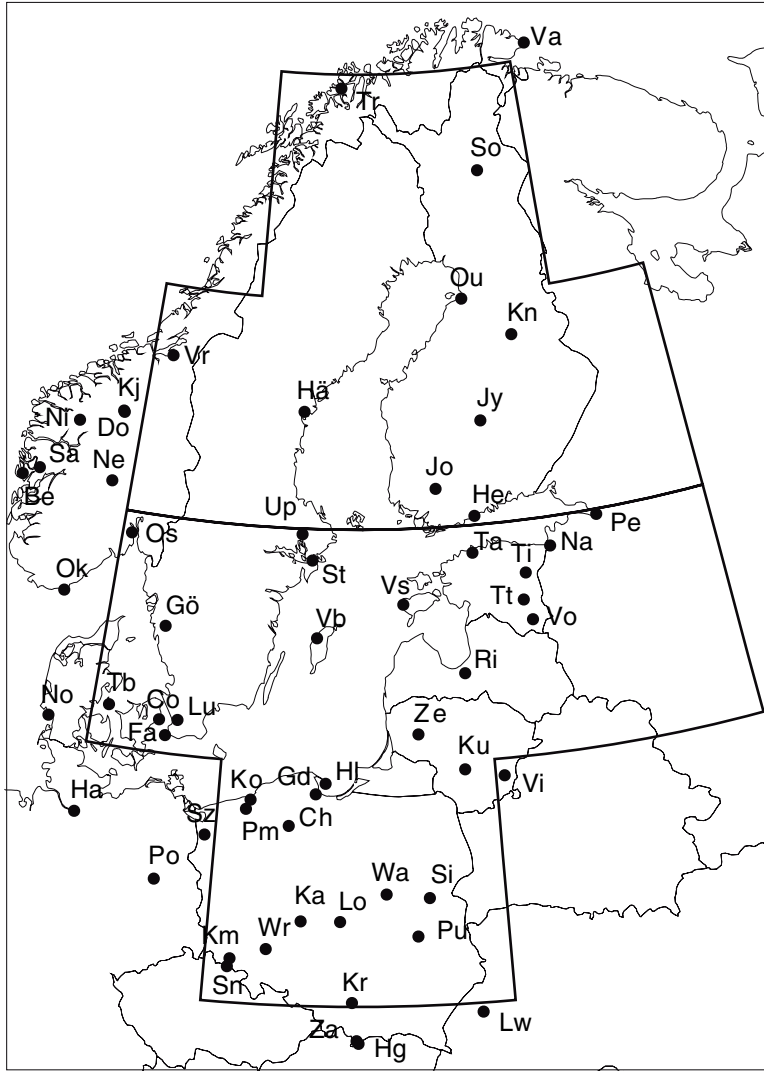 Va
Tr
So
Ou
Kn
Vr
Kj
Hä
Ni
Do
Jy
Sa
Ne
Be
Jo
He
Up
Os
Pe
Ta
Na
Ti
St
Ok
Vs
Tt
Gö
Vb
Vo
Ri
Tb
No
Co
Lu
Fa
Ze
Ku
Vi
Hl
Gd
Ko
Ha
Sz
Pm
Ch
Po
Wa
Si
Ka
Lo
Wr
Km
Pu
Sn
Kr
Lw
Za
Hg